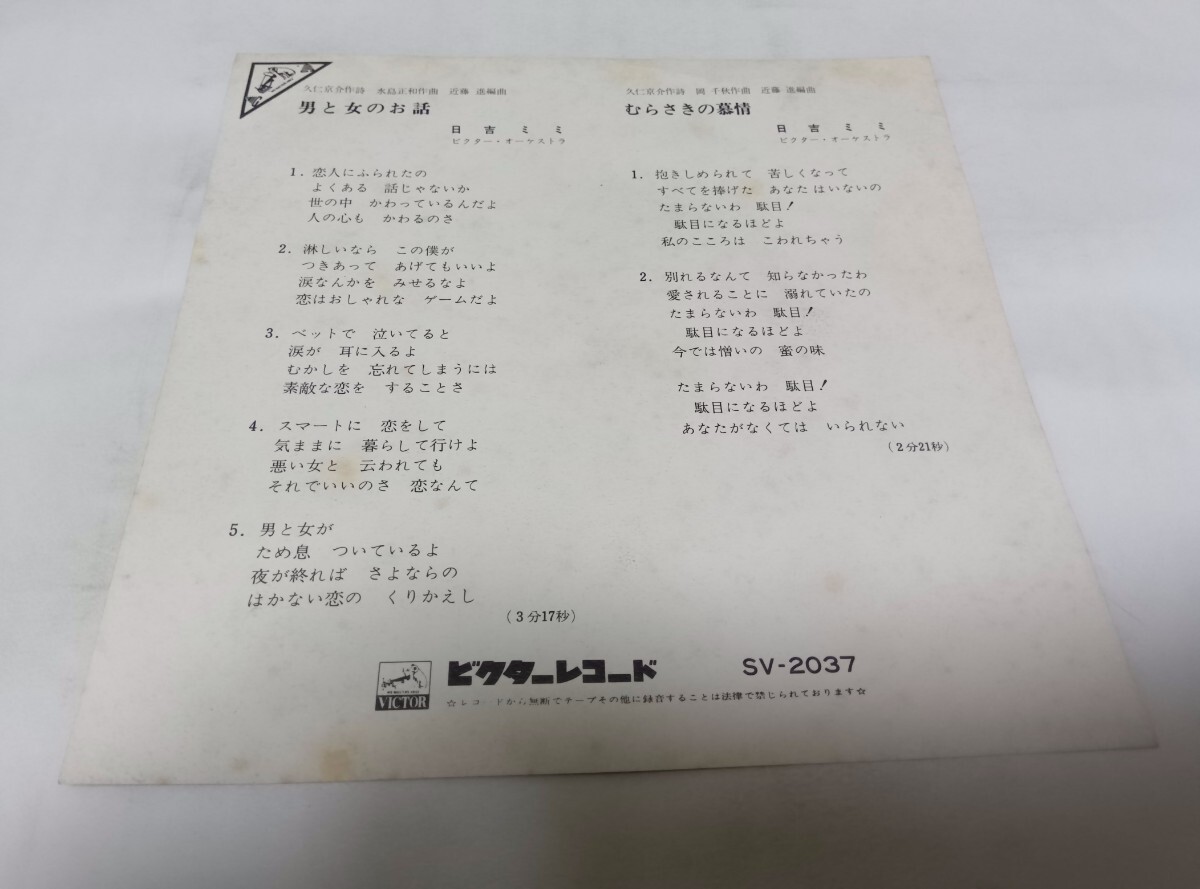 久仁京介作詩 水島正和作曲 近藤 進編曲
男と女のお話
日吉ミミ
ビクター・オーケストラ
1. 恋人にふられたの
よくある 話じゃないか
世の中 かわっているんだよ
人の心も かわるのさ
2. 淋しいなら この僕が
つきあって あげてもいいよ
涙なんかを みせるなよ
恋はおしゃれな ゲームだよ
3. ベットで 泣いてると
涙が 耳に入るよ
むかしを 忘れてしまうには
素敵な恋を することさ
4. スマートに 恋をして
気ままに 暮らして行けよ
悪い女と 云われても
それでいいのさ 恋なんて
5. 男と女が
ため息 ついているよ
夜が終れば さよならの
はかない恋の くりかえし
(3分17秒)
久仁京介作詩 岡 千秋作曲 近藤 進編曲
むらさきの慕情
日吉ミミ
ビクター・オーケストラ
1. 抱きしめられて 苦しくなって
すべてを捧げた あなた はいないの
たまらないわ 駄目!
駄目になるほどよ
私のこころは こわれちゃう
2. 別れるなんて 知らなかったわ
愛されることに 溺れていたの
たまらないわ 駄目!
駄目になるほどよ
今では憎いの 蜜の味
たまらないわ 駄目!
駄目になるほどよ
あなたがなくては いられない
(2分21秒)
VICTOR
ビクターレコード SV-2037
☆レコードから無断でテープその他に録音することは法律で禁じられております☆